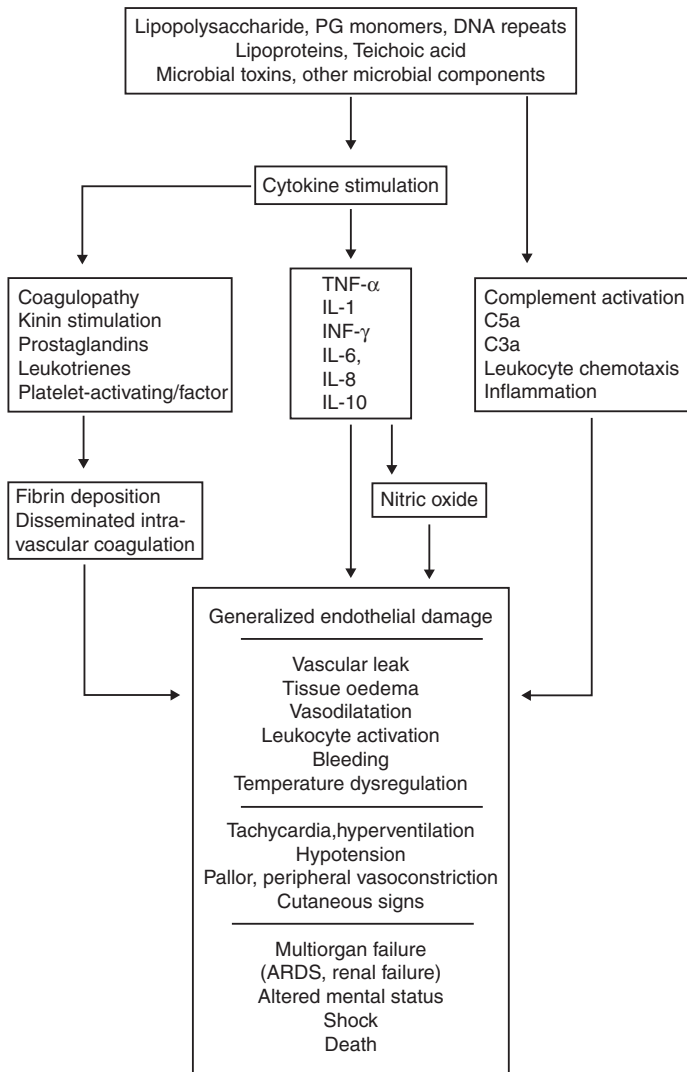 Lipopolysaccharide, PG monomers, DNA repeats
Lipoproteins, Teichoic acid
Microbial toxins, other microbial components
Cytokine stimulation
Coagulopathy
Kinin stimulation
Prostaglandins
Leukotrienes
Platelet-activating/factor
TNF-α
IL-1
INF-γ
IL-6,
IL-8
IL-10
Complement activation
C5a
C3a
Leukocyte chemotaxis
Inflammation
Fibrin deposition
Disseminated intra-
vascular coagulation
Nitric oxide
Generalized endothelial damage
Vascular leak
Tissue oedema
Vasodilatation
Leukocyte activation
Bleeding
Temperature dysregulation
Tachycardia,hyperventilation
Hypotension
Pallor, peripheral vasoconstriction
Cutaneous signs
Multiorgan failure
(ARDS, renal failure)
Altered mental status
Shock
Death